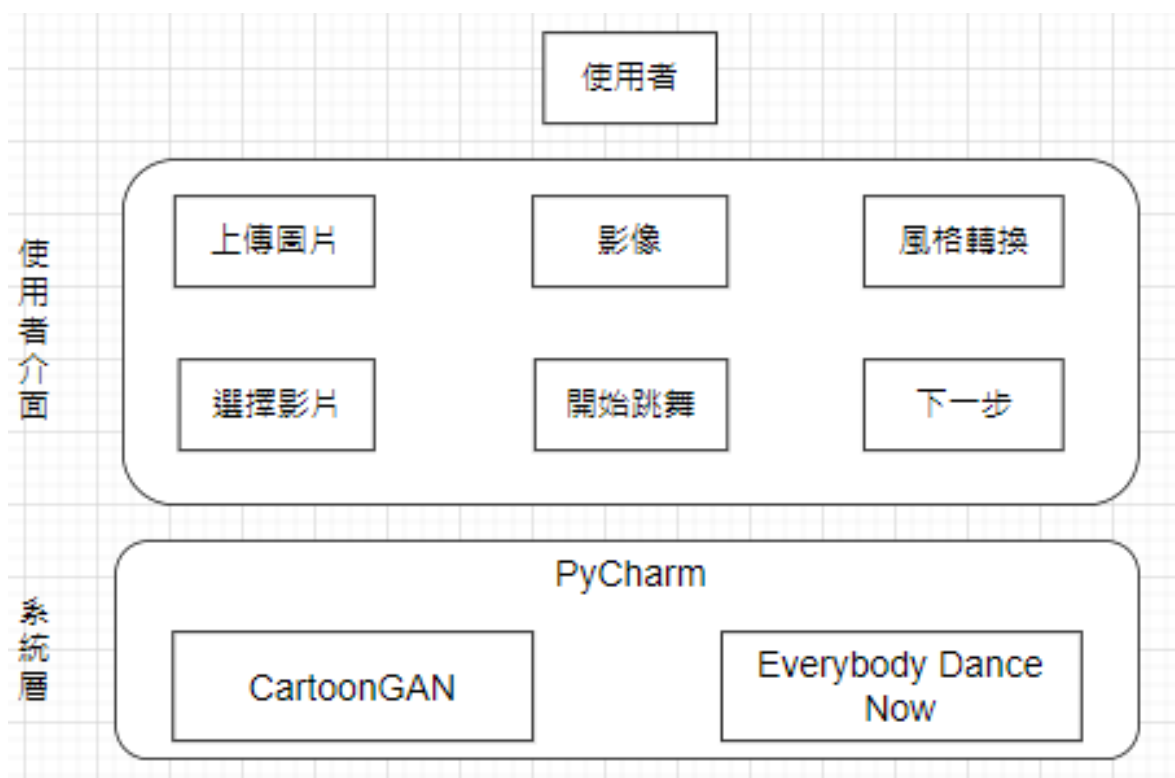 使用者
使用者介面
上傳圖片
影像
風格轉換
選擇影片
開始跳舞
下一步
系統層
PyCharm
CartoonGAN
Everybody Dance
Now